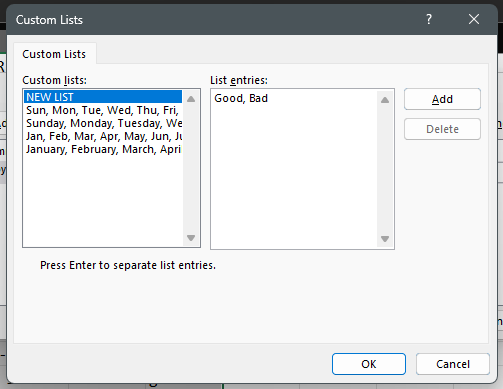 Custom Lists
?
Custom Lists
Custom lists:
List entries:
NEW LIST
Sun, Mon, Tue, Wed, Thu, Fri,
Sunday, Monday, Tuesday, We
Jan, Feb, Mar, Apr, May, Jun, Ju
January, February, March, April
Good, Bad
Add
Delete
Press Enter to separate list entries.
OK
Cancel